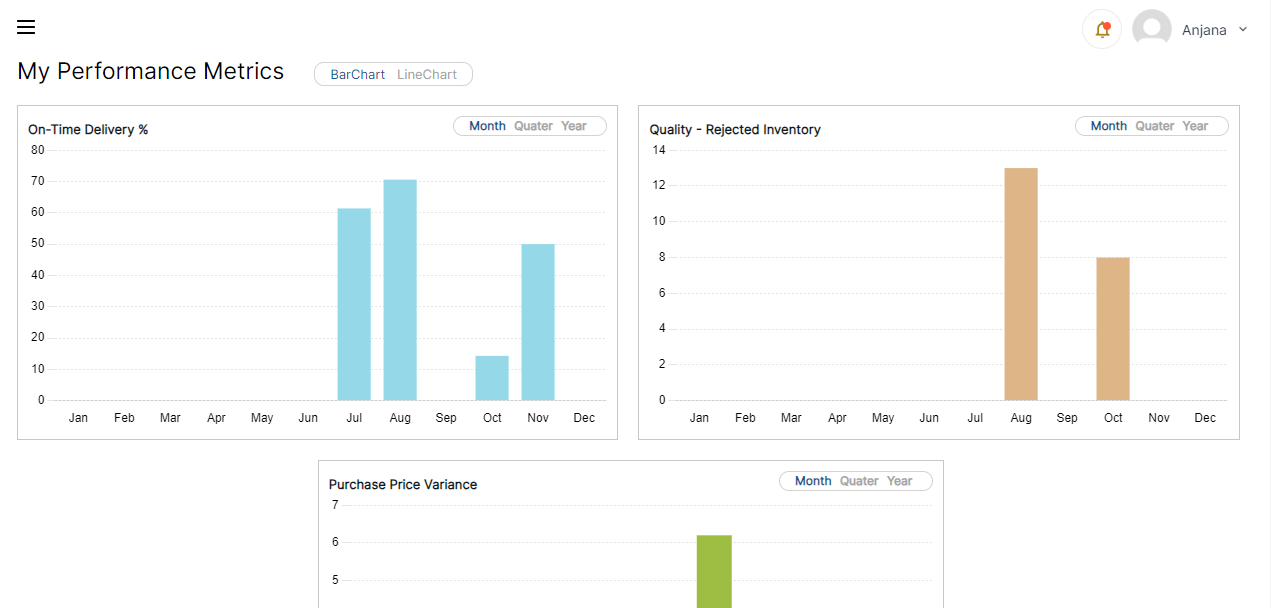 Anjana
My Performance Metrics
BarChart LineChart
On-Time Delivery %
Month Quater Year
80
70
60
50
40
30
20
10
0
Jan Feb Mar Apr May Jun Jul Aug Sep Oct Nov Dec
Quality - Rejected Inventory
Month Quater Year
14
12
10
8
6
4
2
0
Jan Feb Mar Apr May Jun Jul Aug Sep Oct Nov Dec
Purchase Price Variance
Month Quater Year
7
6
5